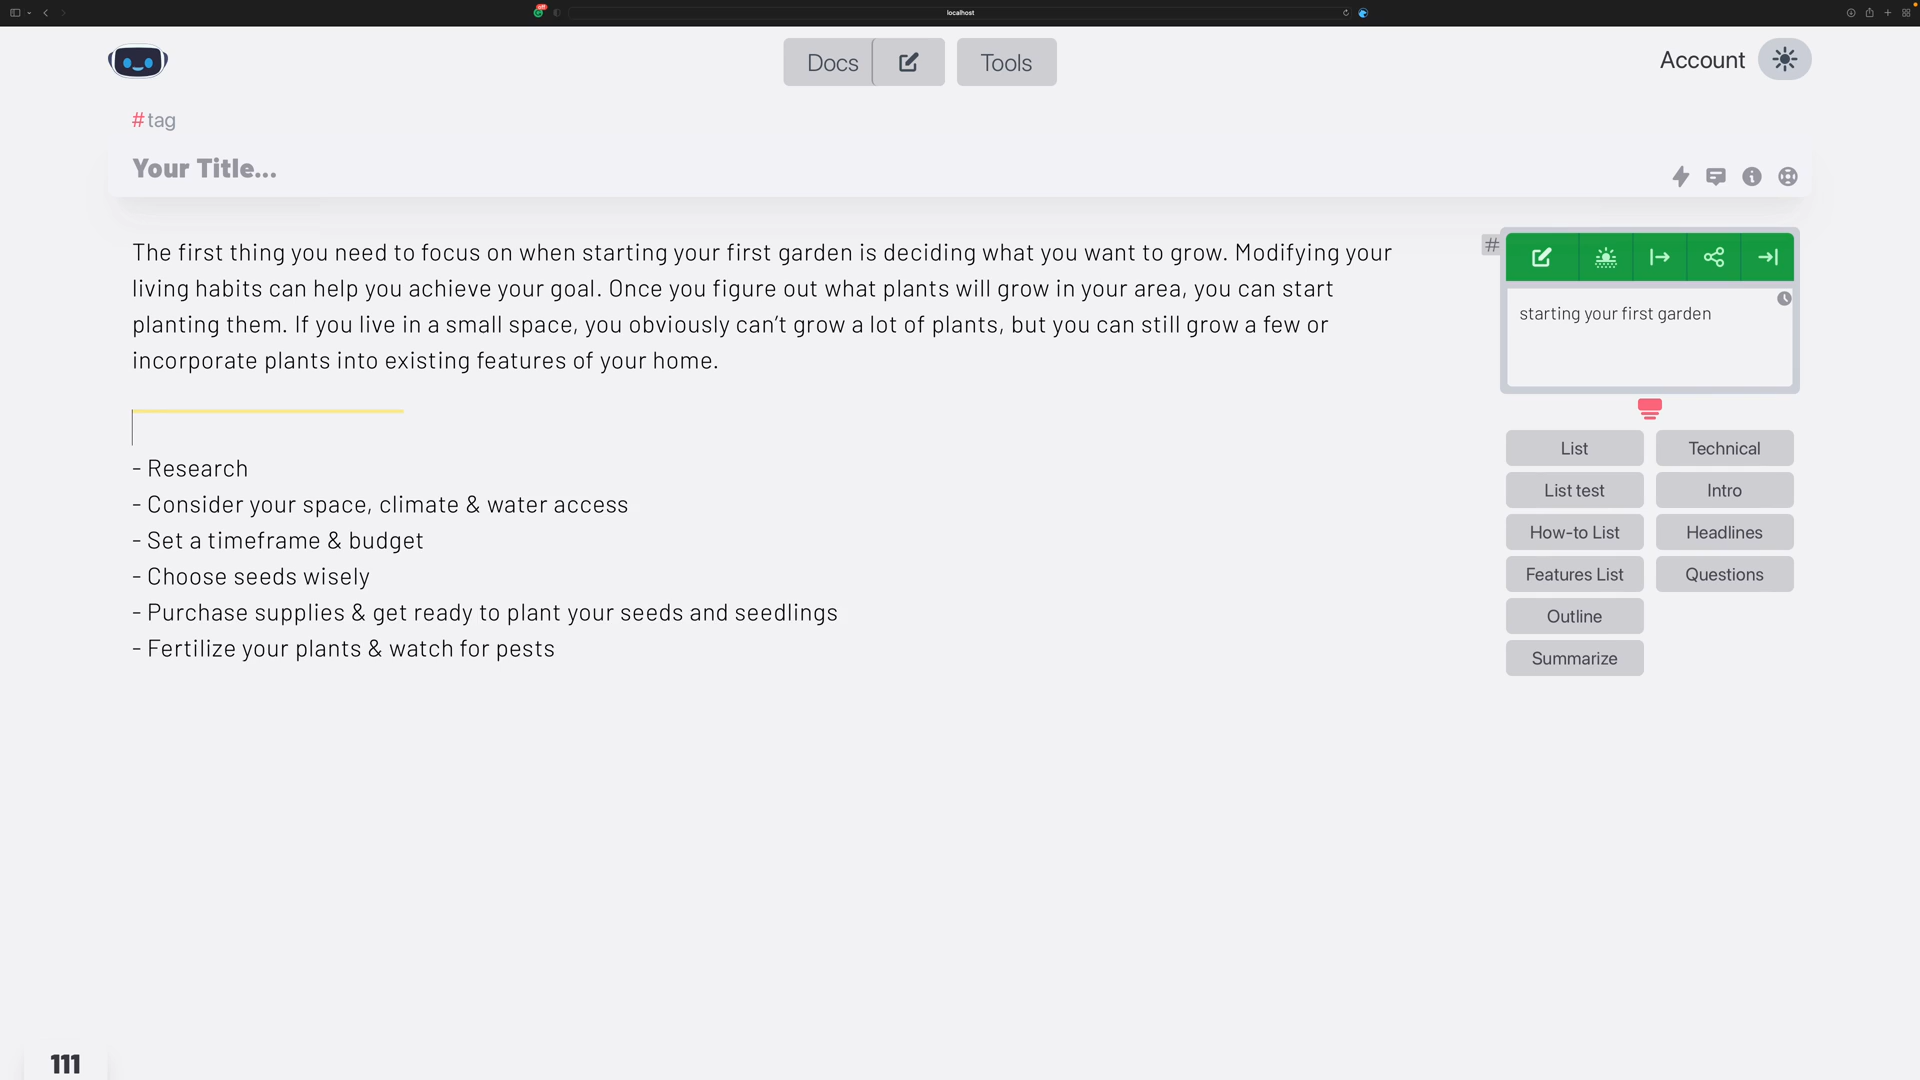 off
localhost
Docs
Tools
Account
#tag
Your Title...
The first thing you need to focus on when starting your first garden is deciding what you want to grow. Modifying your
living habits can help you achieve your goal. Once you figure out what plants will grow in your area, you can start
planting them. If you live in a small space, you obviously can't grow a lot of plants, but you can still grow a few or
incorporate plants into existing features of your home.
- Research
- Consider your space, climate & water access
- Set a timeframe & budget
- Choose seeds wisely
- Purchase supplies & get ready to plant your seeds and seedlings
- Fertilize your plants & watch for pests
#
starting your first garden
List
Technical
List test
Intro
How-to List
Headlines
Features List
Questions
Outline
Summarize
111